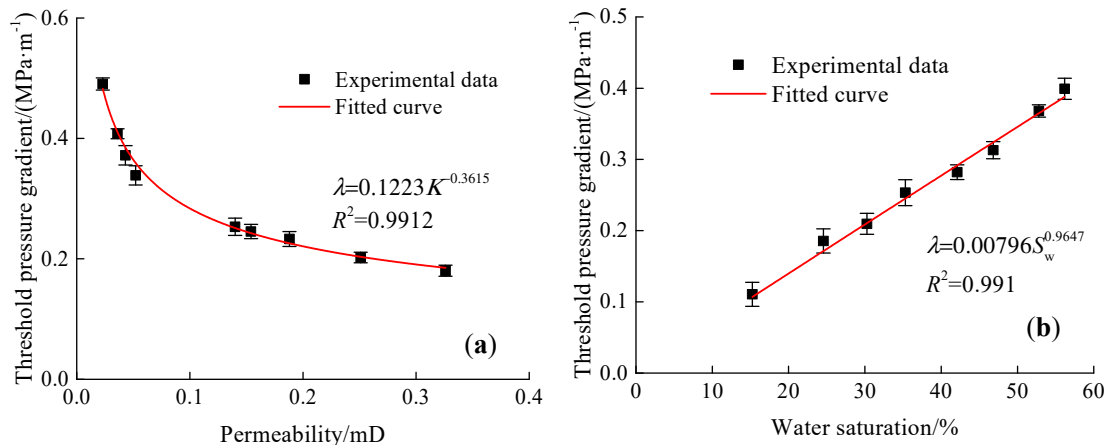 Threshold pressure gradient/(MPa·m⁻¹)
0.6
0.4
0.2
0.0
Experimental data
Fitted curve
λ=0.1223K⁻⁰·³⁶¹⁵
R²=0.9912
(a)
0.0 0.1 0.2 0.3 0.4
Permeability/mD
Threshold pressure gradient/(MPa·m⁻¹)
0.5
0.4
0.3
0.2
0.1
0.0
Experimental data
Fitted curve
λ=0.00796S_w^0.9647
R²=0.991
(b)
0 10 20 30 40 50 60
Water saturation/%